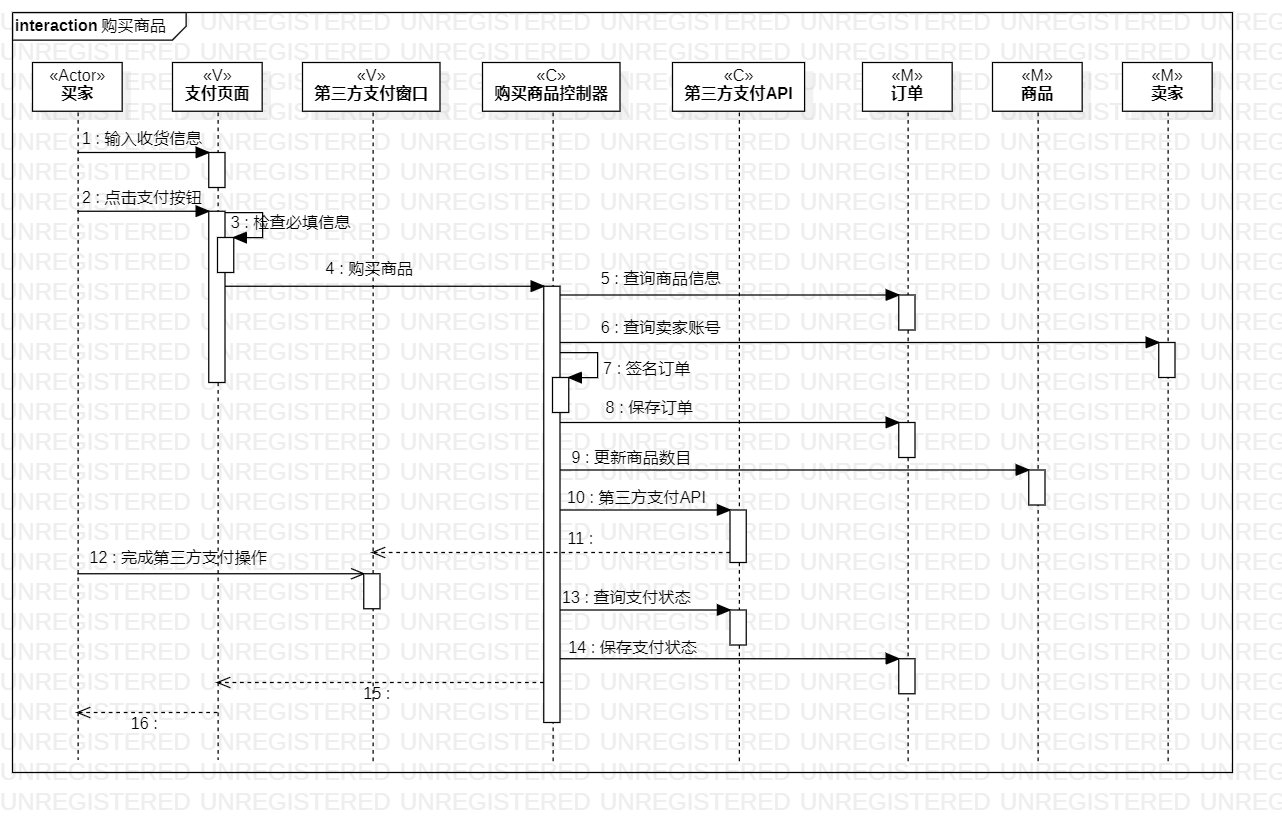 interaction 购买商品
«Actor»
买家
«V»
支付页面
«V»
第三方支付窗口
«C»
购买商品控制器
«C»
第三方支付API
«M»
订单
«M»
商品
«M»
卖家
1 : 输入收货信息
2 : 点击支付按钮
3 : 检查必填信息
4 : 购买商品
5 : 查询商品信息
6 : 查询卖家账号
7 : 签名订单
8 : 保存订单
9 : 更新商品数目
10 : 第三方支付API
11 :
12 : 完成第三方支付操作
13 : 查询支付状态
14 : 保存支付状态
15 :
16 :
UNREGISTERED